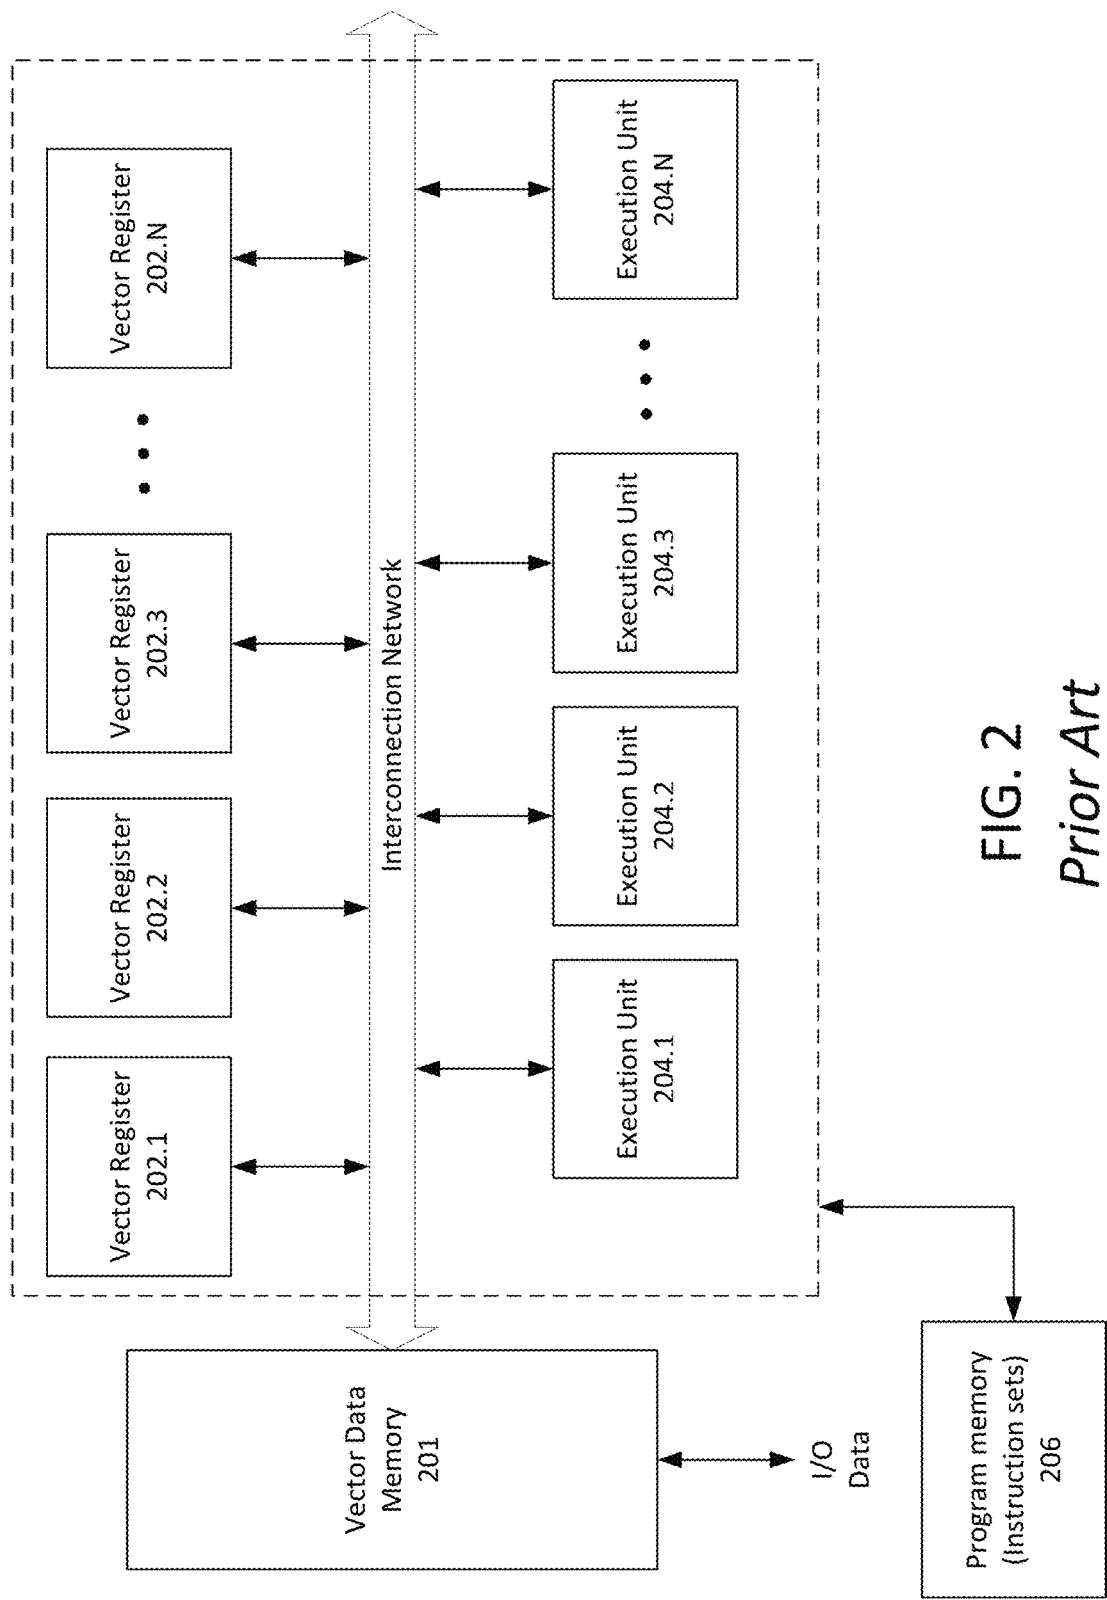 Vector Data
Memory
201
I/O
Data
Vector Register
202.1
Vector Register
202.2
Vector Register
202.3
Vector Register
202.N
Interconnection Network
Execution Unit
204.1
Execution Unit
204.2
Execution Unit
204.3
Execution Unit
204.N
Program memory
(Instruction sets)
206
FIG. 2
Prior Art